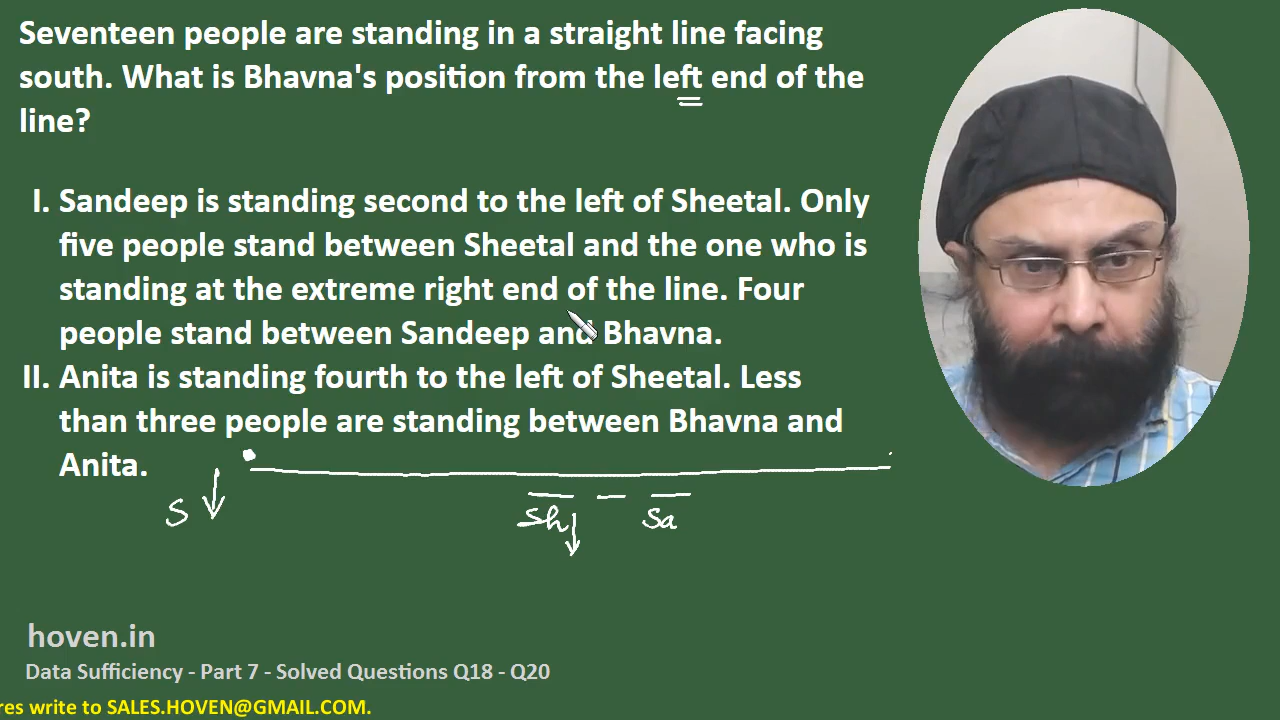 Seventeen people are standing in a straight line facing
south. What is Bhavna's position from the left end of the
line?
I. Sandeep is standing second to the left of Sheetal. Only
five people stand between Sheetal and the one who is
standing at the extreme right end of the line. Four
people stand between Sandeep and Bhavna.
II. Anita is standing fourth to the left of Sheetal. Less
than three people are standing between Bhavna and
Anita.
S
Sh Sa
hoven.in
Data Sufficiency - Part 7 - Solved Questions Q18 - Q20
res write to SALES.HOVEN@GMAIL.COM.